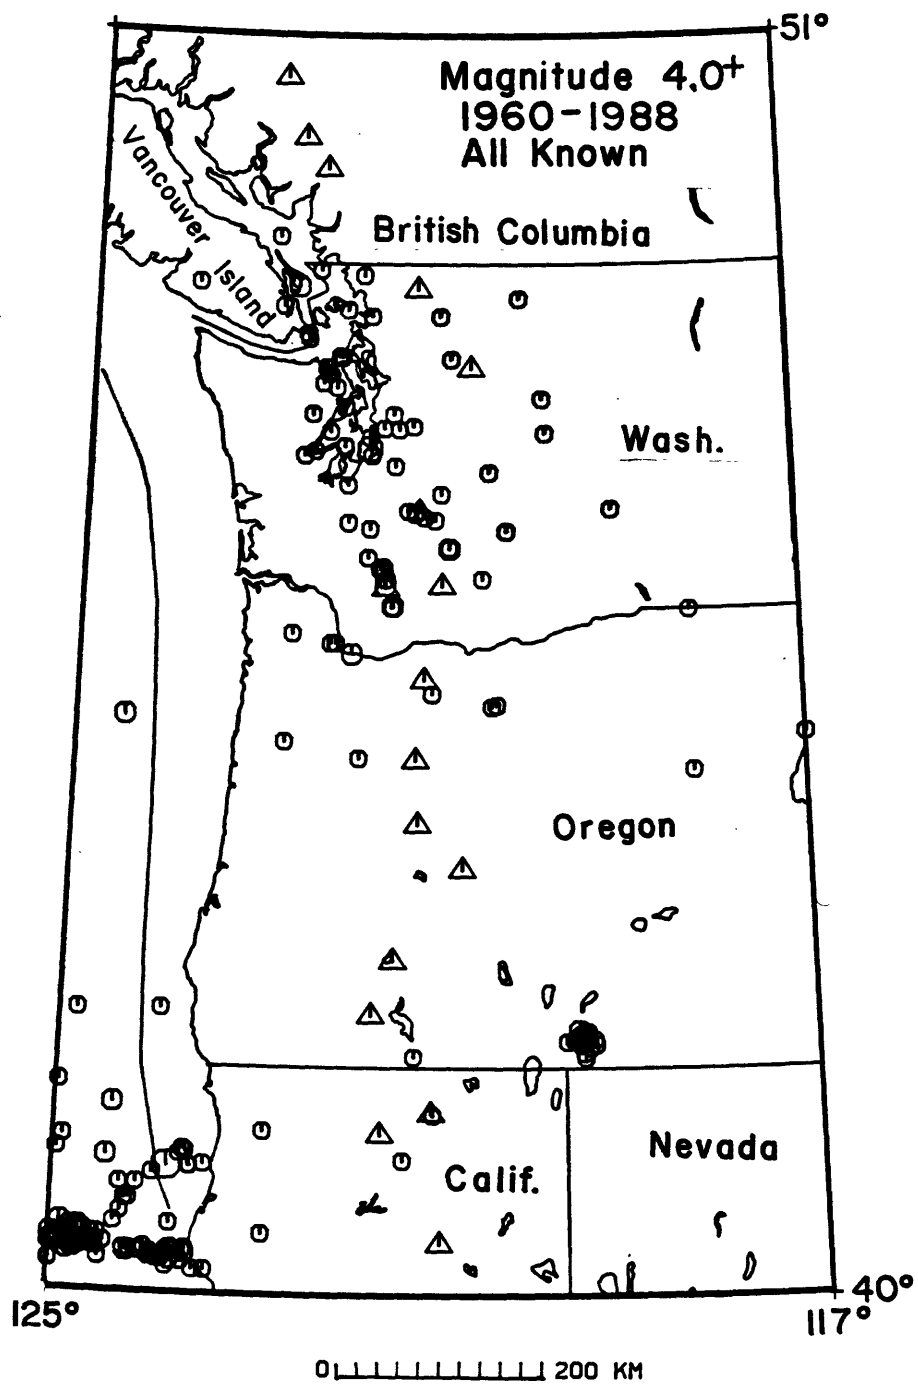 51°
Magnitude 4.0+
1960-1988
All Known
Vancouver Island
British Columbia
Wash.
Oregon
Nevada
Calif.
40°
125°
117°
0 200 KM